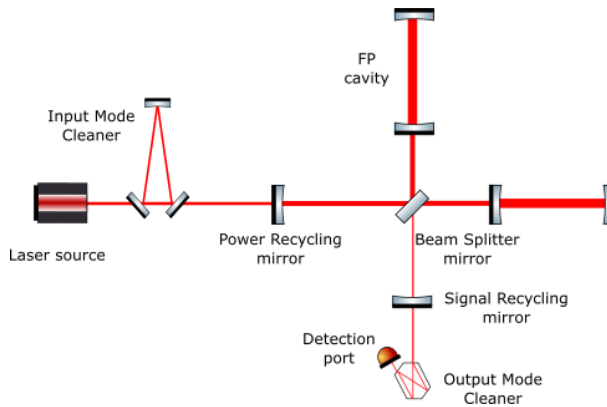 FP
cavity
Input Mode
Cleaner
Laser source
Power Recycling
mirror
Beam Splitter
mirror
Signal Recycling
mirror
Detection
port
Output Mode
Cleaner